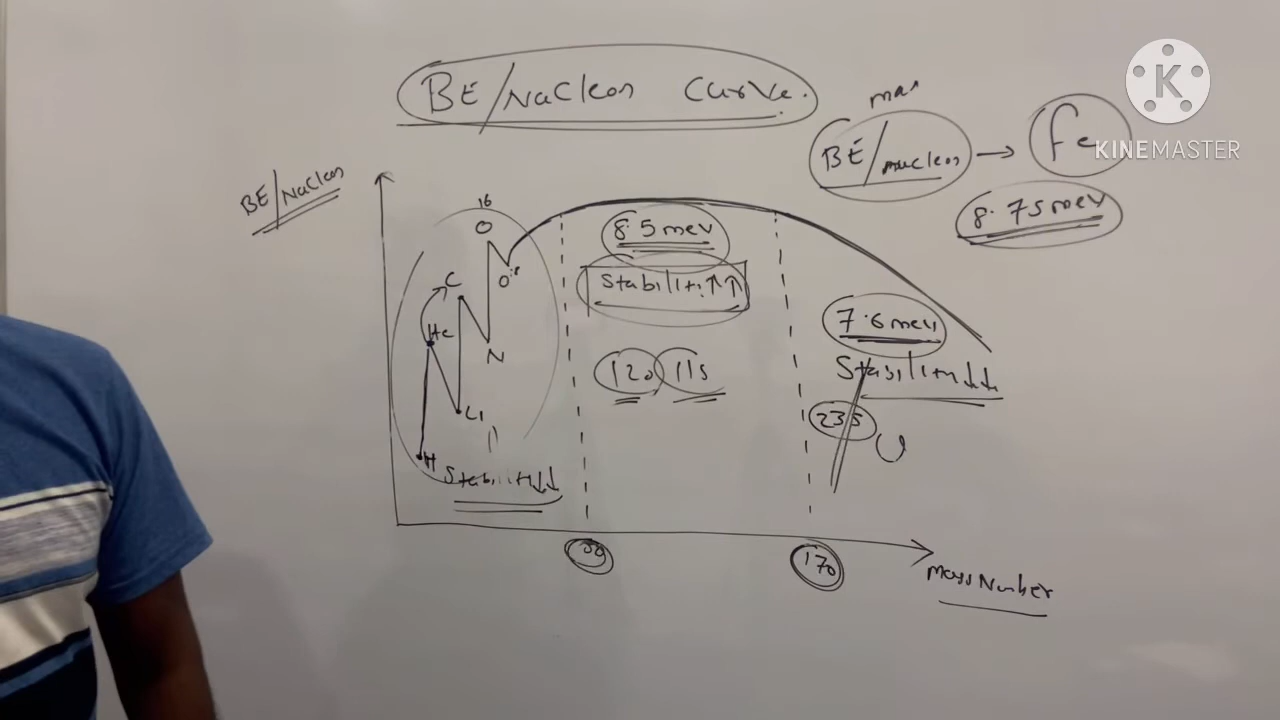 BE/Nucleon Curve.
max
BE/nucleon → Fe
8.75 mev
K
KINEMASTER
BE/Nucleon
16
O
8.5 mev
Stability ↑↑
C
O
He
N
7.6 mev
Stability ↓↓
120 115
Li
235
U
H
Stability ↓↓
30
170
mass Number